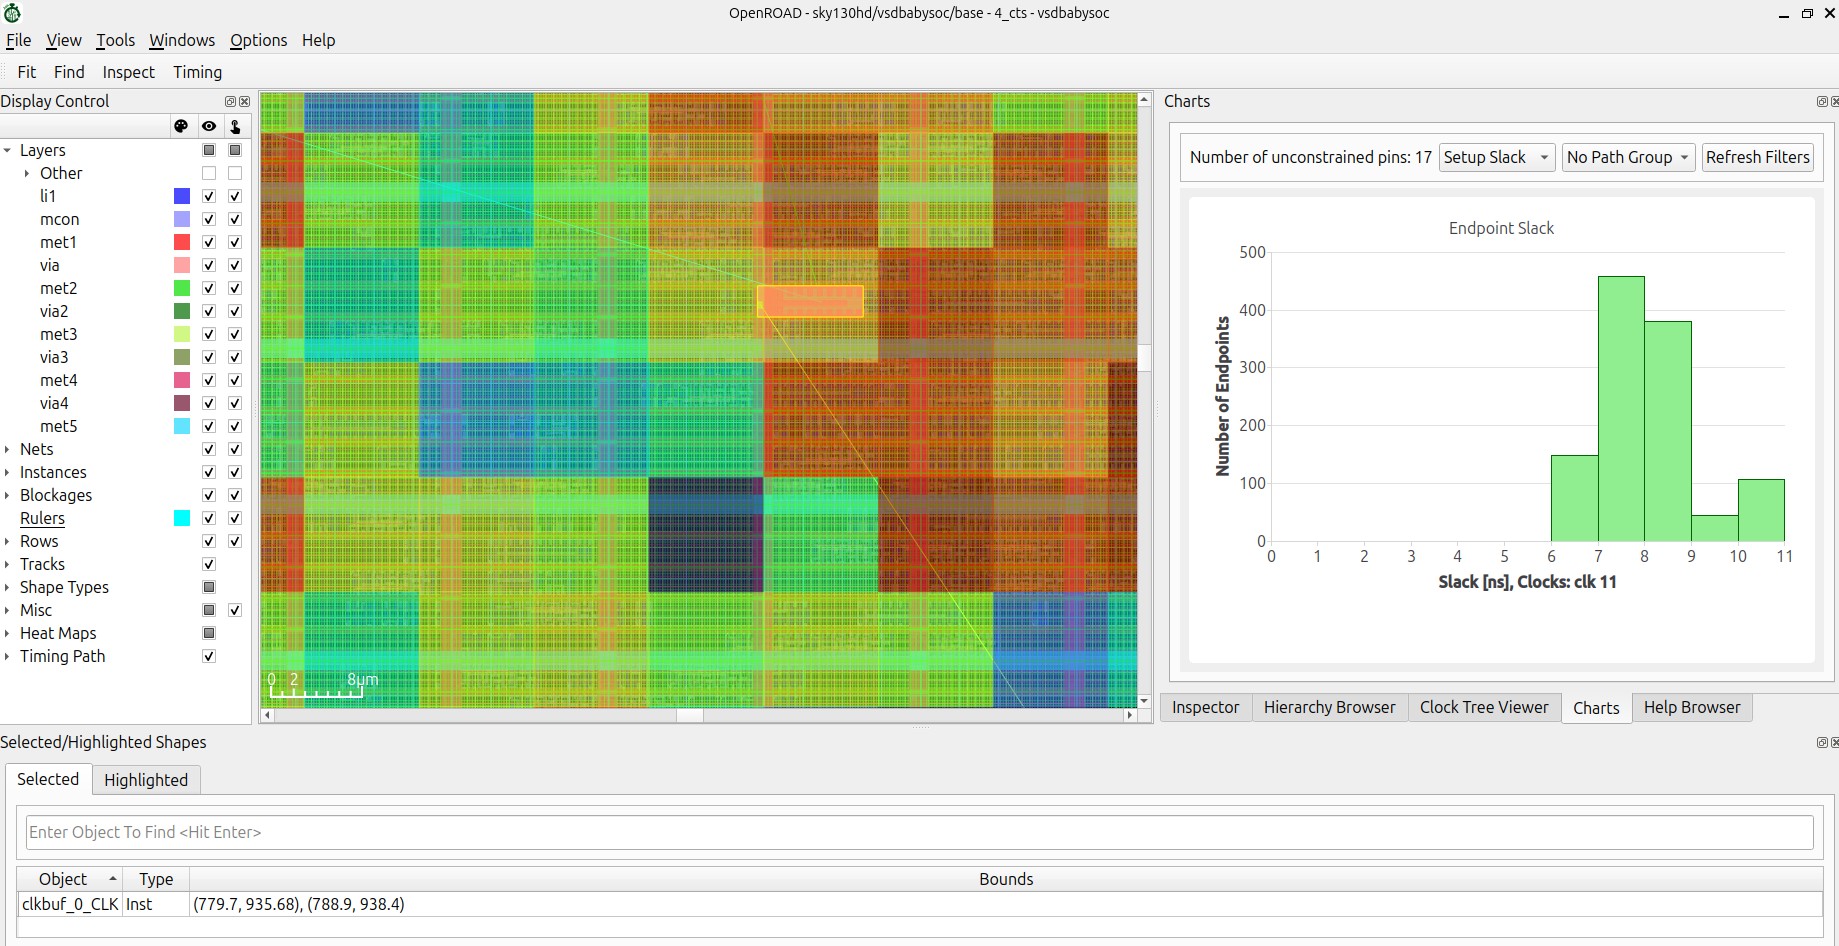 OpenROAD - sky130hd/vsdbabysoc/base - 4_cts - vsdbabysoc
File View Tools Windows Options Help
Fit Find Inspect Timing
Display Control
Layers
Other
li1
mcon
met1
via
met2
via2
met3
via3
met4
via4
met5
Nets
Instances
Blockages
Rulers
Rows
Tracks
Shape Types
Misc
Heat Maps
Timing Path
0 2 8µm
Charts
Number of unconstrained pins: 17 Setup Slack No Path Group Refresh Filters
Endpoint Slack
500
400
300
200
100
0
Number of Endpoints
0 1 2 3 4 5 6 7 8 9 10 11
Slack [ns], Clocks: clk 11
Inspector Hierarchy Browser Clock Tree Viewer Charts Help Browser
Selected/Highlighted Shapes
Selected Highlighted
Enter Object To Find <Hit Enter>
Object Type Bounds
clkbuf_0_CLK Inst (779.7, 935.68), (788.9, 938.4)